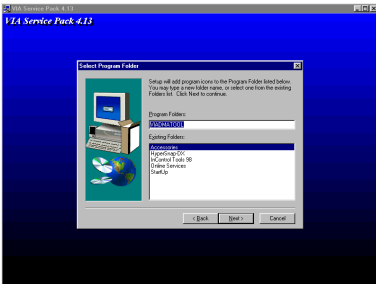 VIA Service Pack 4.13
VIA Service Pack 4.13
Select Program Folder
Setup will add program icons to the Program Folder listed below.
You may type a new folder name, or select one from the existing
Folders list. Click Next to continue.
Program Folders:
VIADMATOOL
Existing Folders:
Accessories
HyperSnap-DX
InControl Tools 98
Online Services
StartUp
< Back
Next >
Cancel